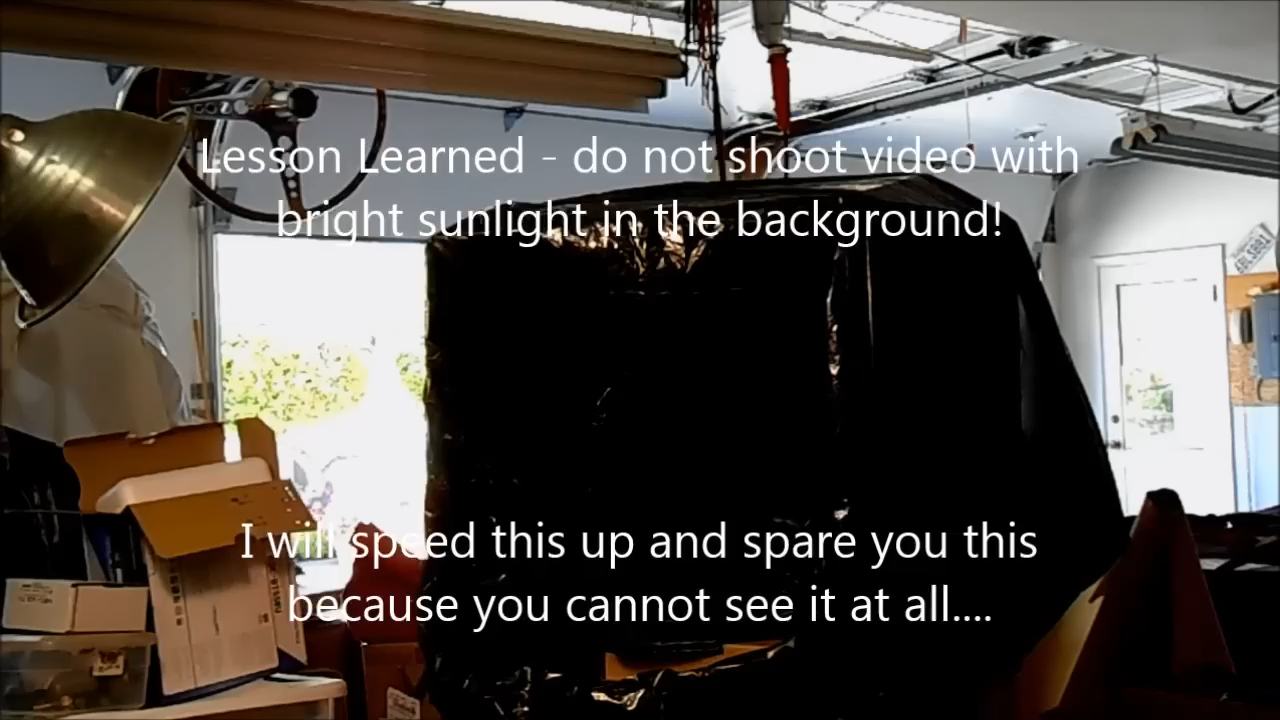 Lesson Learned - do not shoot video with
bright sunlight in the background!
I will speed this up and spare you this
because you cannot see it at all....